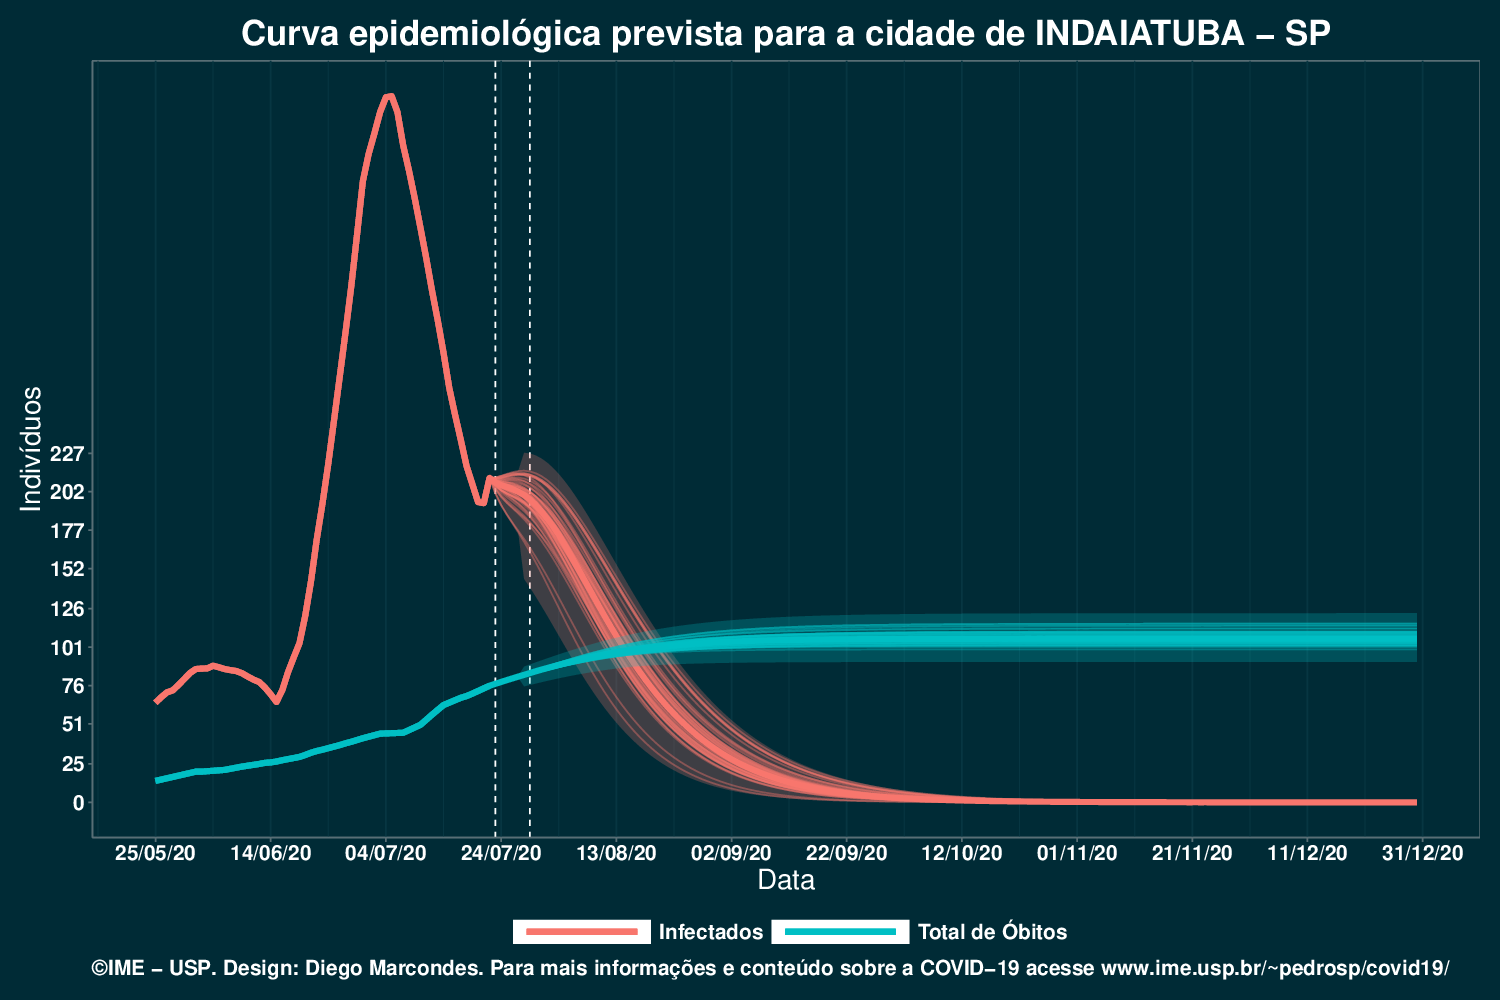 Curva epidemiológica prevista para a cidade de INDAIATUBA – SP
Indivíduos
227
202
177
152
126
101
76
51
25
0
25/05/20 14/06/20 04/07/20 24/07/20 13/08/20 02/09/20 22/09/20 12/10/20 01/11/20 21/11/20 11/12/20 31/12/20
Data
Infectados Total de Óbitos
©IME – USP. Design: Diego Marcondes. Para mais informações e conteúdo sobre a COVID–19 acesse www.ime.usp.br/~pedrosp/covid19/